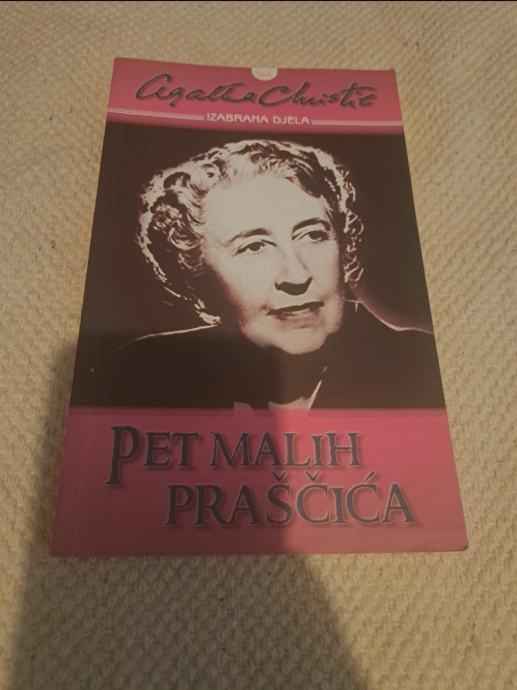 Agatha Christie
IZABRANA DJELA
PET MALIH
PRAŠČIĆA